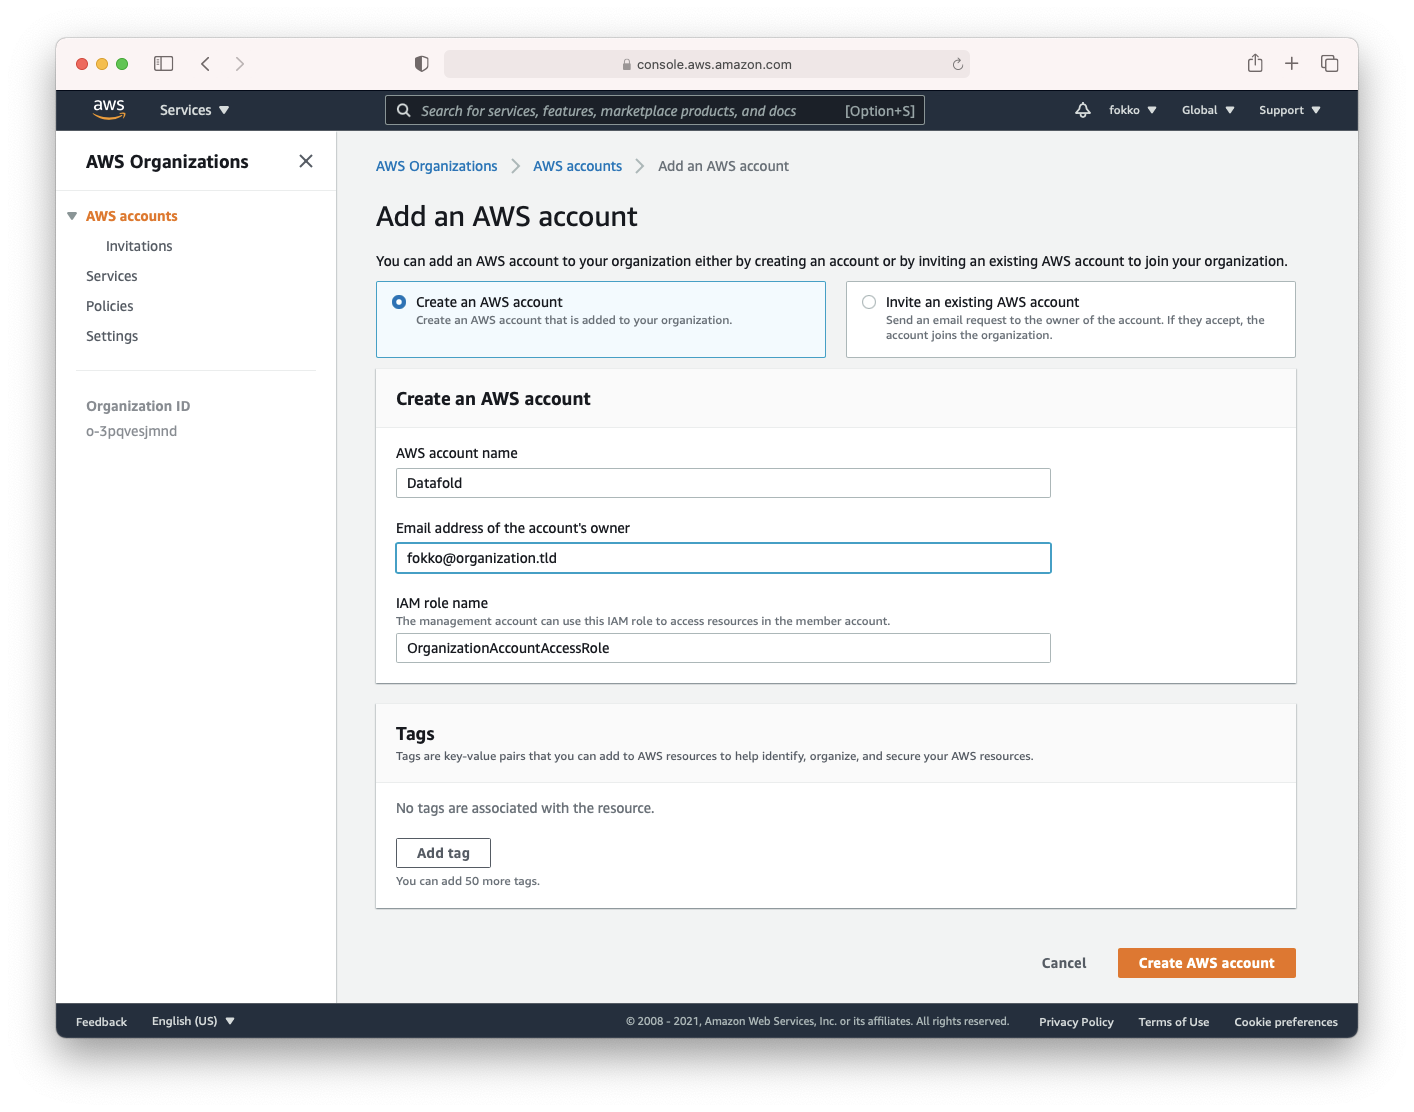 console.aws.amazon.com
aws
Services
Search for services, features, marketplace products, and docs [Option+S]
fokko
Global
Support
AWS Organizations
AWS accounts
Invitations
Services
Policies
Settings
Organization ID
o-3pqvesjmnd
AWS Organizations
AWS accounts
Add an AWS account
Add an AWS account
You can add an AWS account to your organization either by creating an account or by inviting an existing AWS account to join your organization.
Create an AWS account
Create an AWS account that is added to your organization.
Invite an existing AWS account
Send an email request to the owner of the account. If they accept, the
account joins the organization.
Create an AWS account
AWS account name
Datafold
Email address of the account's owner
fokko@organization.tld
IAM role name
The management account can use this IAM role to access resources in the member account.
OrganizationAccountAccessRole
Tags
Tags are key-value pairs that you can add to AWS resources to help identify, organize, and secure your AWS resources.
No tags are associated with the resource.
Add tag
You can add 50 more tags.
Cancel
Create AWS account
Feedback
English (US)
© 2008 - 2021, Amazon Web Services, Inc. or its affiliates. All rights reserved.
Privacy Policy
Terms of Use
Cookie preferences